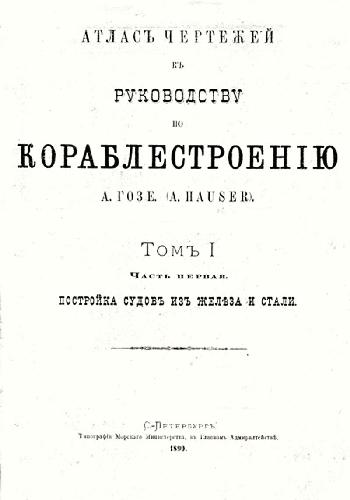 АТЛАСЪ ЧЕРТЕЖЕЙ
КЪ
РУКОВОДСТВУ
ПО
КОРАБЛЕСТРОЕНІЮ
А. ГОЗЕ. (A. HAUSER).
ТОМЪ I
ЧАСТЬ ПЕРВАЯ.
ПОСТРОЙКА СУДОВЪ ИЗЪ ЖЕЛѢЗА И СТАЛИ.
С.-ПЕТЕРБУРГЪ
Типографія Морскаго Министерства, въ Главномъ Адмиралтействѣ.
1890.